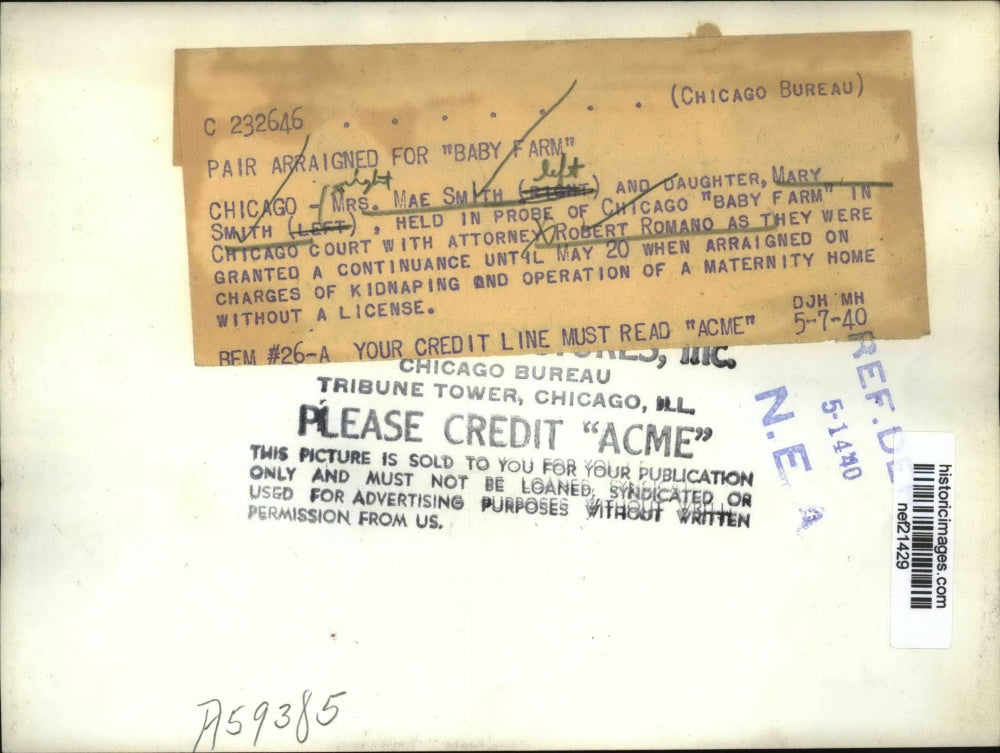 C 232646 . . . . . . . (CHICAGO BUREAU)
PAIR ARRAIGNED FOR "BABY FARM"
right left
CHICAGO - MRS. MAE SMITH (RIGHT) AND DAUGHTER, MARY
SMITH (LEFT), HELD IN PROBE OF CHICAGO "BABY FARM" IN
CHICAGO COURT WITH ATTORNEY ROBERT ROMANO AS THEY WERE
GRANTED A CONTINUANCE UNTIL MAY 20 WHEN ARRAIGNED ON
CHARGES OF KIDNAPING AND OPERATION OF A MATERNITY HOME
WITHOUT A LICENSE.
DJH MH
BFM #26-A YOUR CREDIT LINE MUST READ "ACME" 5-7-40
INC.
CHICAGO BUREAU
TRIBUNE TOWER, CHICAGO, ILL.
PLEASE CREDIT "ACME"
THIS PICTURE IS SOLD TO YOU FOR YOUR PUBLICATION
ONLY AND MUST NOT BE LOANED, SYNDICATED OR
USED FOR ADVERTISING PURPOSES WITHOUT WRITTEN
PERMISSION FROM US.
REF. DE
5-14-40
N. E. A
historicimages.com
nef21429
A59385